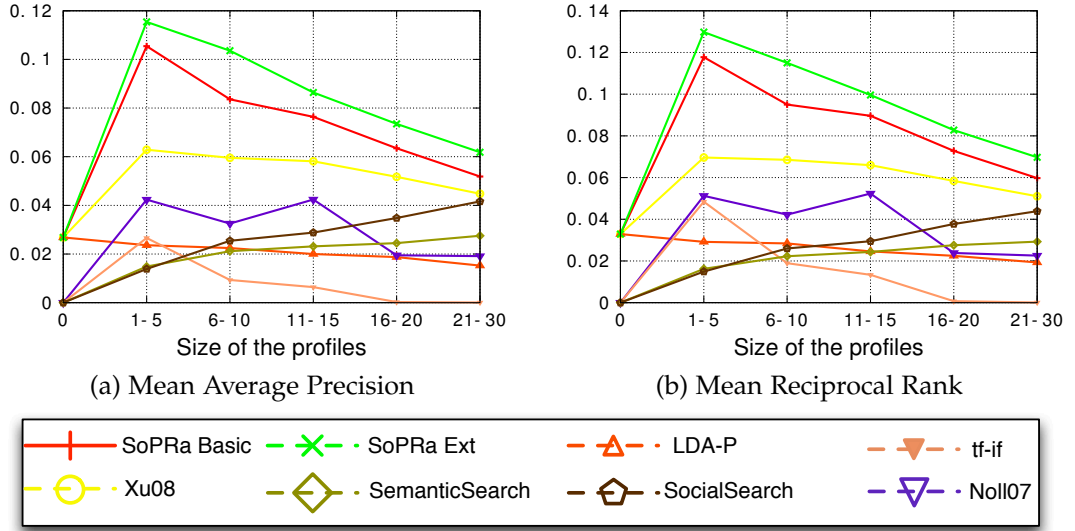 0. 12
0. 1
0. 08
0. 06
0. 04
0. 02
0
0
1- 5
6- 10
11- 15
16- 20
21- 30
Size of the profiles
(a) Mean Average Precision
0. 14
0. 12
0. 1
0. 08
0. 06
0. 04
0. 02
0
0
1- 5
6- 10
11- 15
16- 20
21- 30
Size of the profiles
(b) Mean Reciprocal Rank
SoPRa Basic
SoPRa Ext
LDA-P
tf-if
Xu08
SemanticSearch
SocialSearch
Noll07